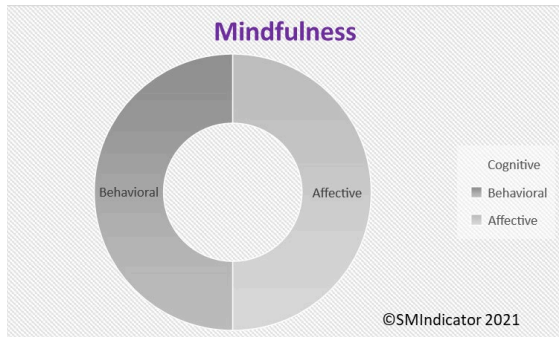 Mindfulness
Behavioral
Affective
Cognitive
Behavioral
Affective
©SMIndicator 2021